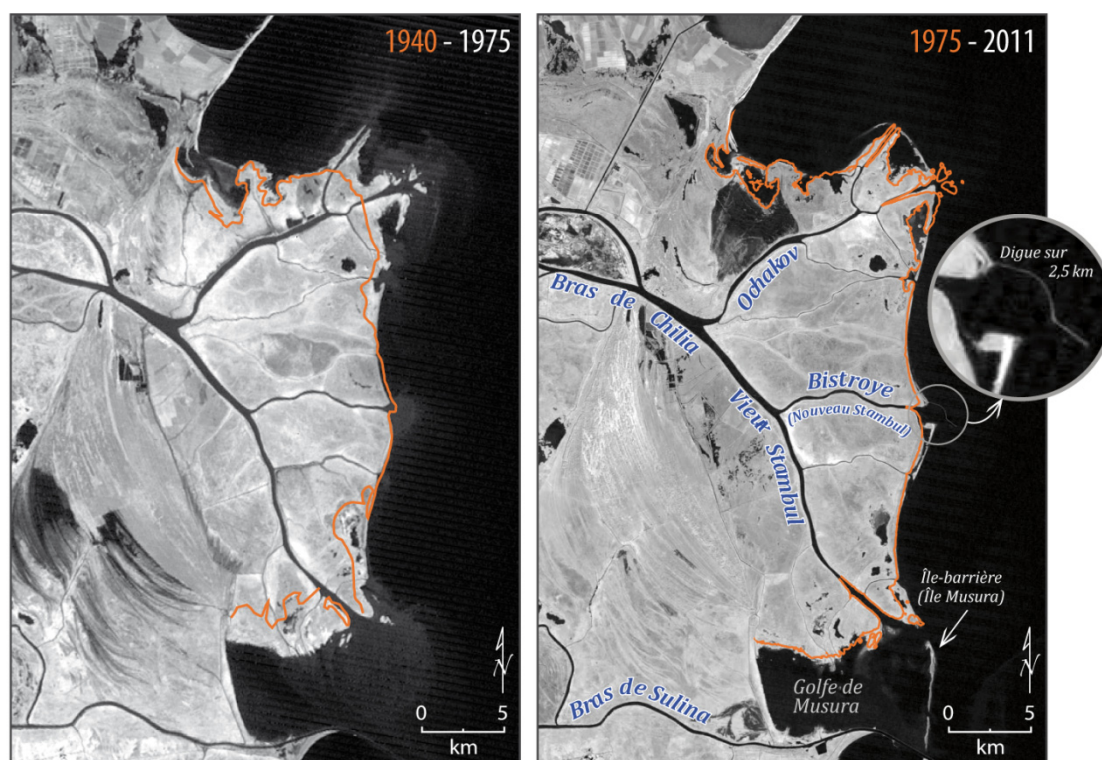 1940 - 1975
N
0 5
km
1975 - 2011
Digue sur
2,5 km
Bras de Chilia
Ochakov
Bistroye
(Nouveau Stambul)
Vieux Stambul
Île-barrière
(Île Musura)
Golfe de
Musura
Bras de Sulina
N
0 5
km